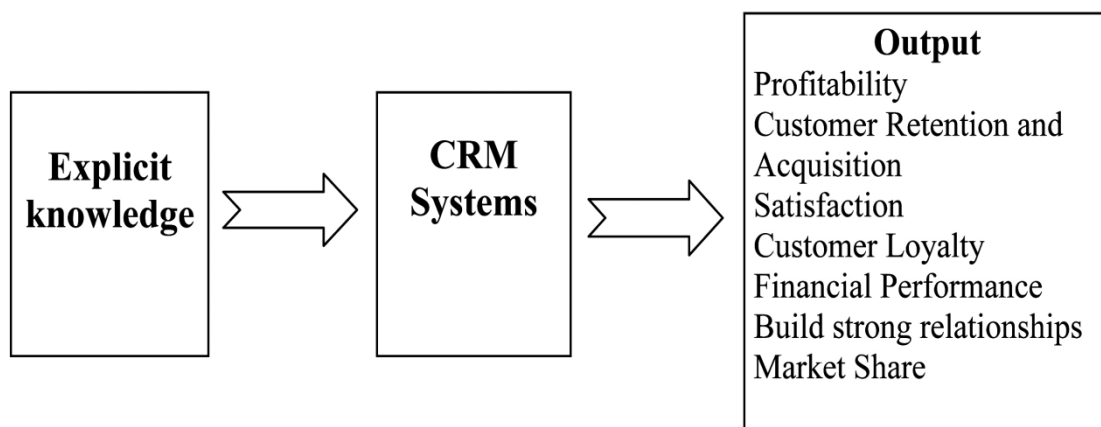 Explicit
knowledge
CRM
Systems
Output
Profitability
Customer Retention and
Acquisition
Satisfaction
Customer Loyalty
Financial Performance
Build strong relationships
Market Share